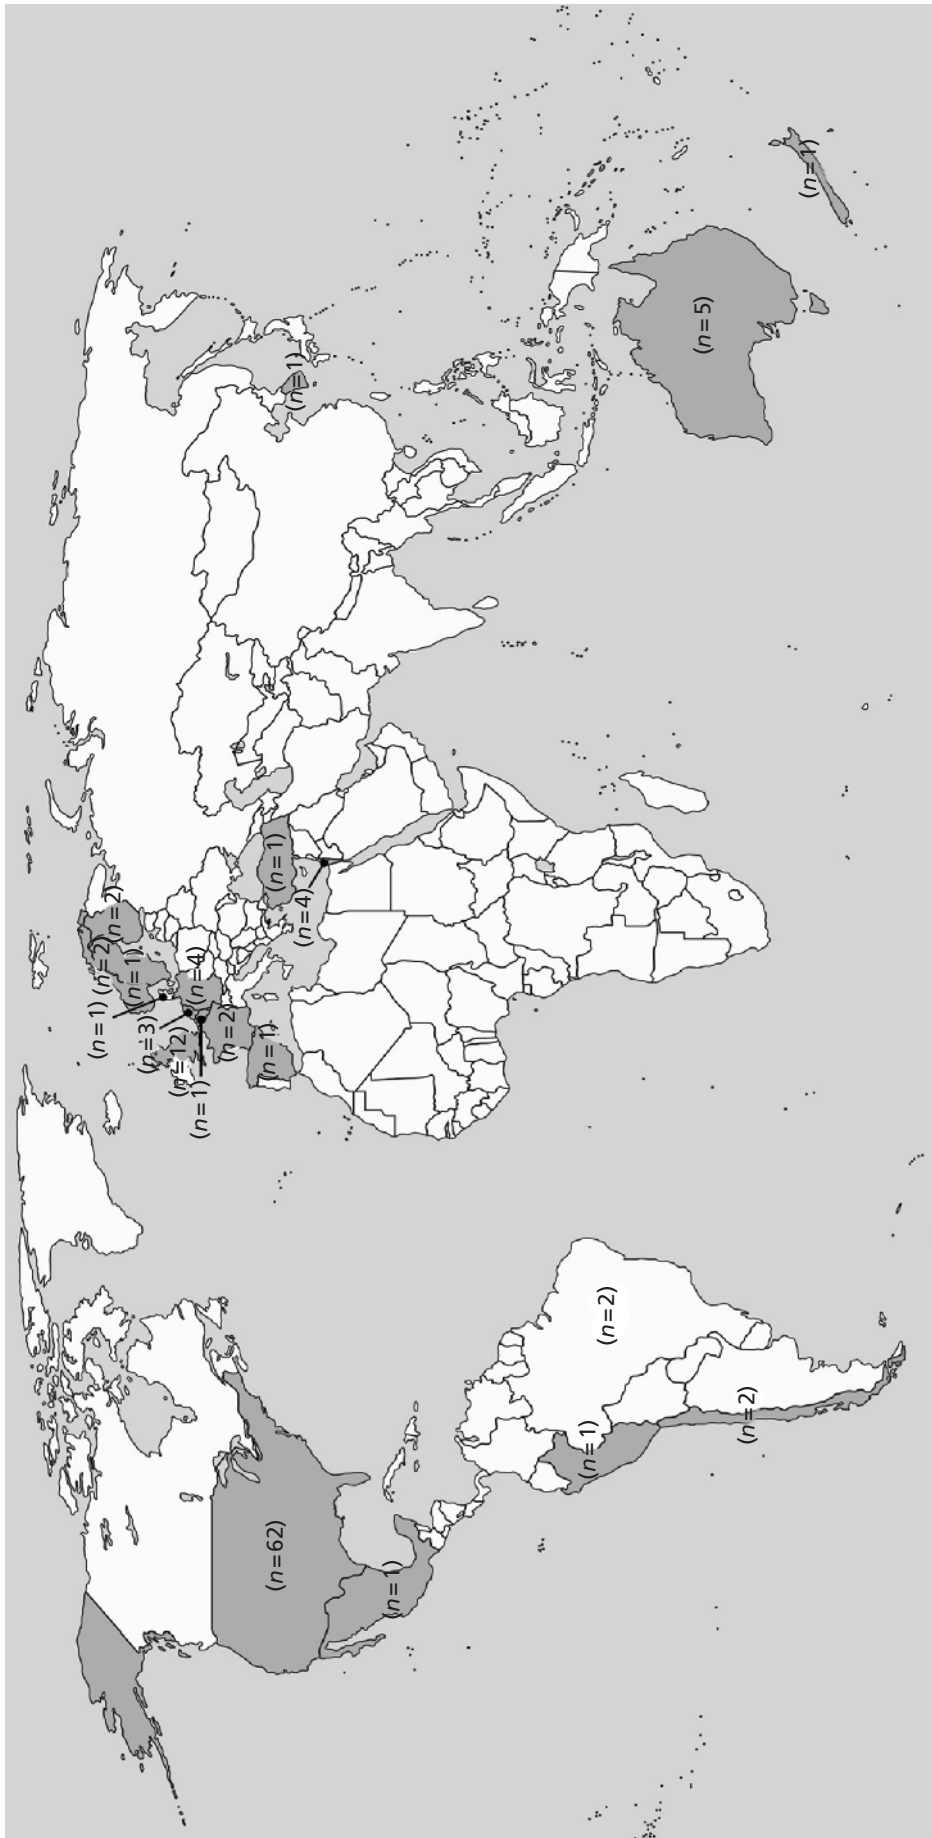 (n=2)
(n=2)
(n=1)
(n=1)
(n=3)
(n=12)
(n=1)
(n=4)
(n=2)
(n=1)
(n=1)
(n=4)
(n=1)
(n=62)
(n=1)
(n=1)
(n=2)
(n=2)
(n=5)
(n=1)